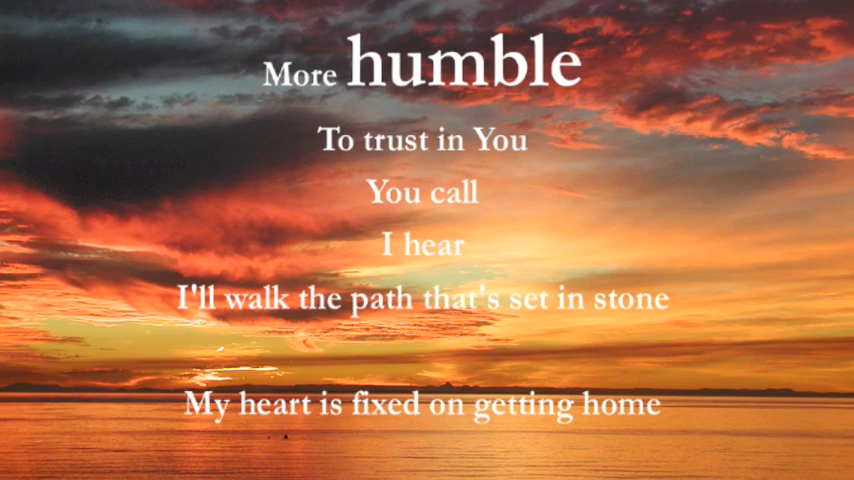 More humble
To trust in You
You call
I hear
I'll walk the path that's set in stone
My heart is fixed on getting home